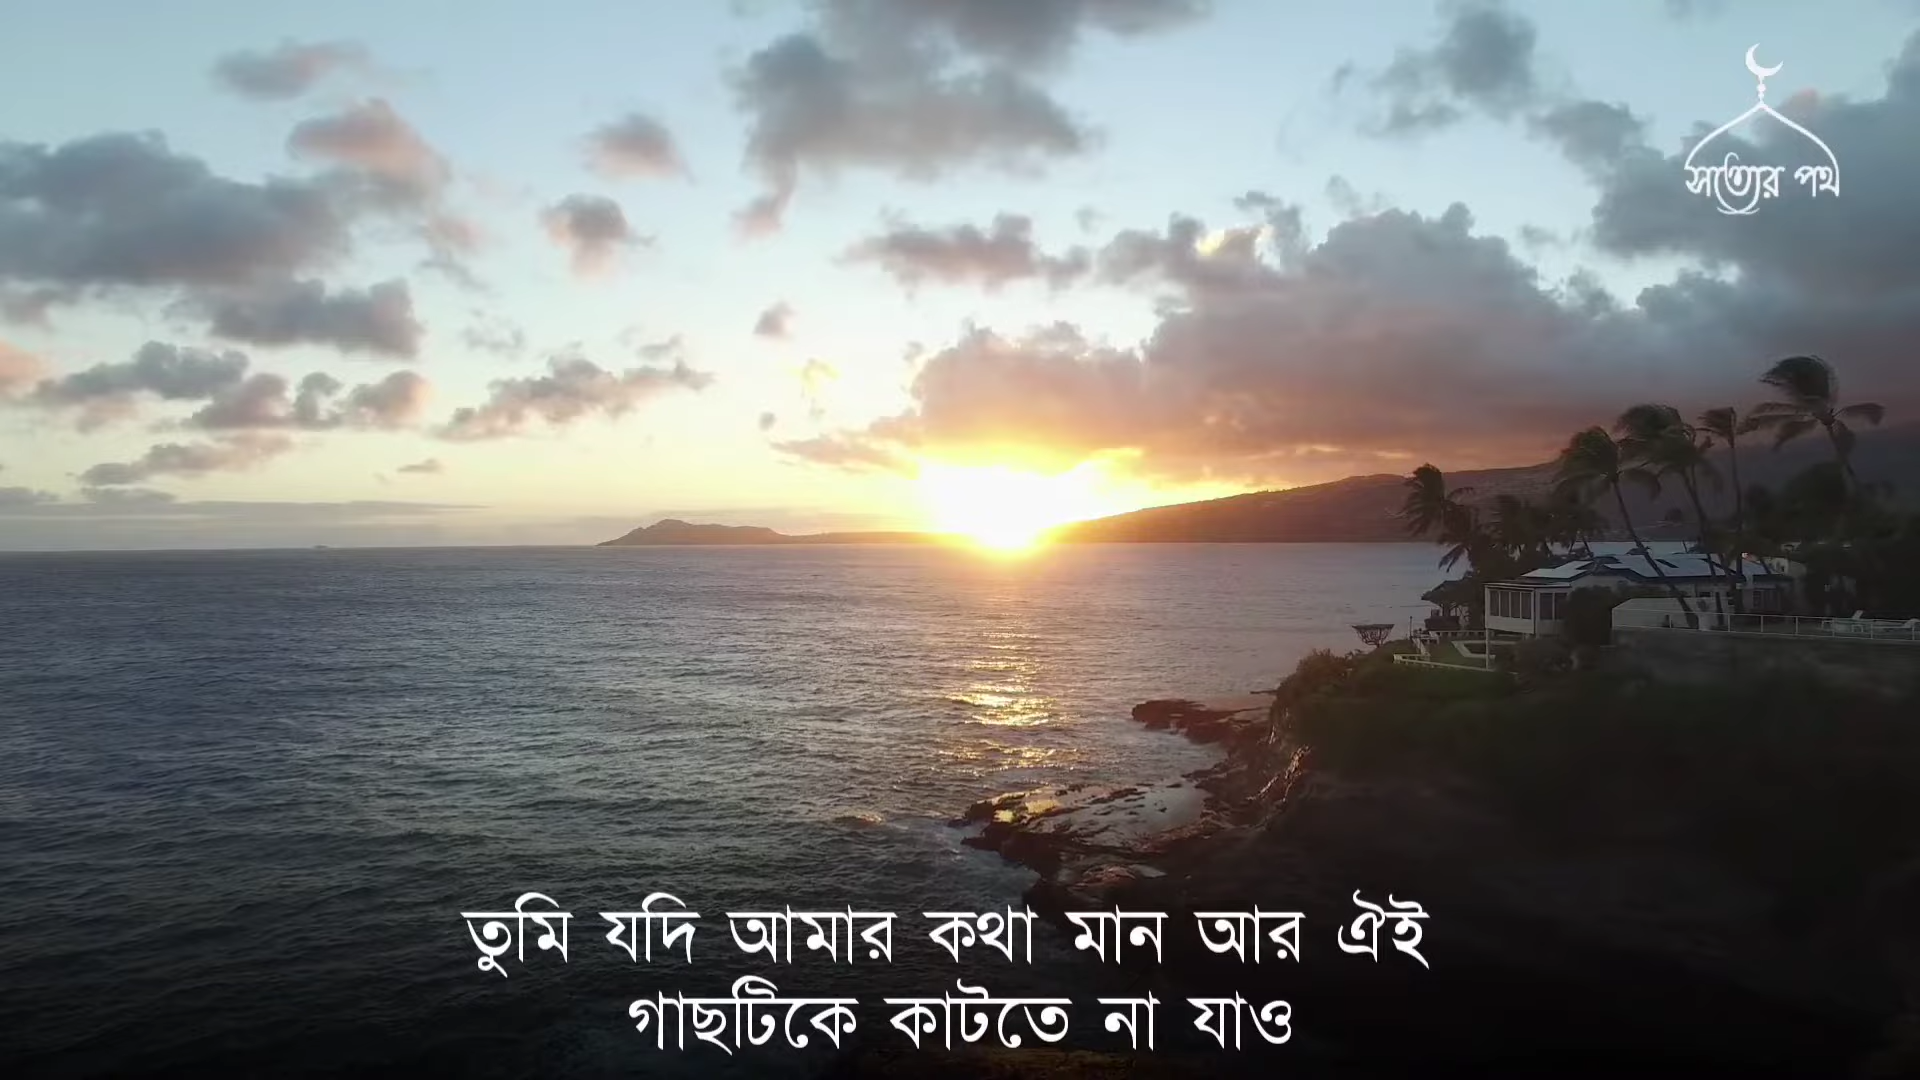 সত্যের পথ
তুমি যদি আমার কথা মান আর ঐই
গাছটিকে কাটতে না যাও